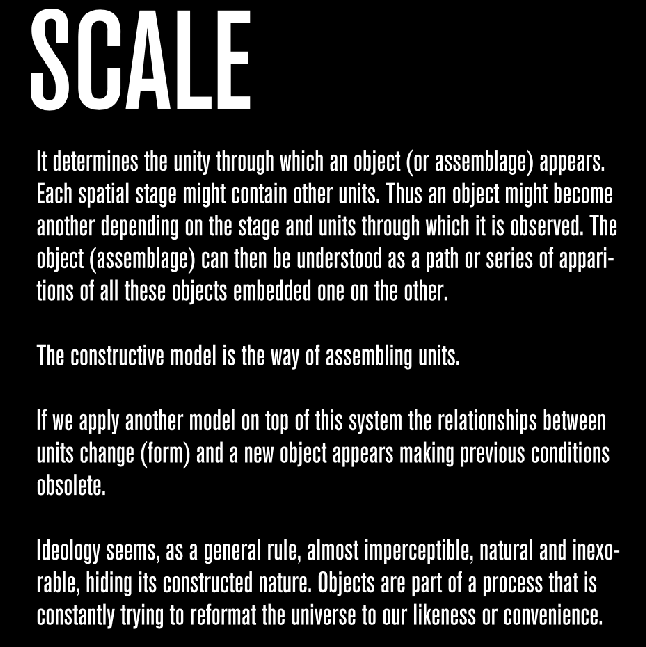 SCALE
It determines the unity through which an object (or assemblage) appears.
Each spatial stage might contain other units. Thus an object might become
another depending on the stage and units through which it is observed. The
object (assemblage) can then be understood as a path or series of appari-
tions of all these objects embedded one on the other.
The constructive model is the way of assembling units.
If we apply another model on top of this system the relationships between
units change (form) and a new object appears making previous conditions
obsolete.
Ideology seems, as a general rule, almost imperceptible, natural and inexo-
rable, hiding its constructed nature. Objects are part of a process that is
constantly trying to reformat the universe to our likeness or convenience.